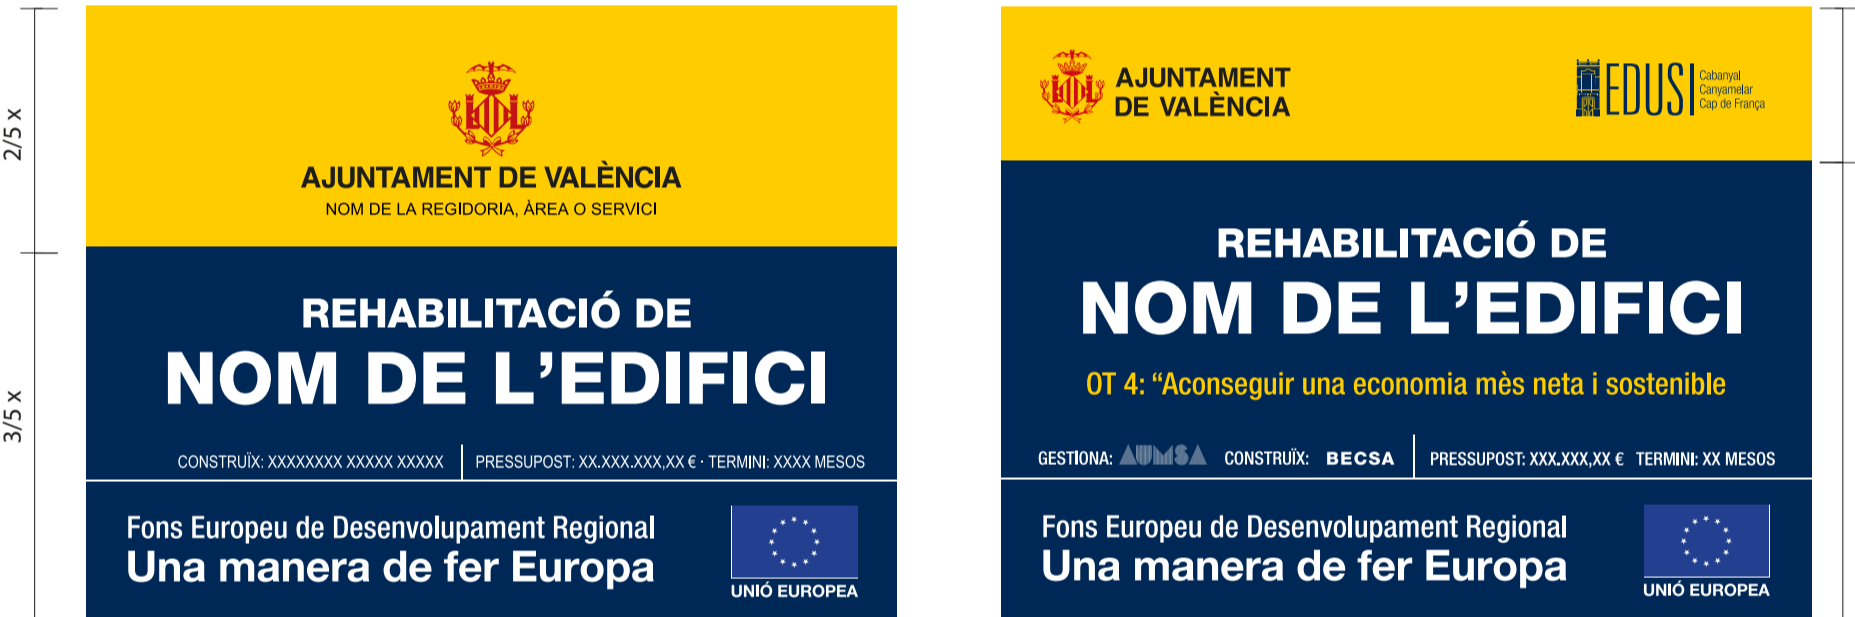 2/5 x
3/5 x
AJUNTAMENT DE VALÈNCIA
NOM DE LA REGIDORIA, ÀREA O SERVICI
REHABILITACIÓ DE
NOM DE L’EDIFICI
CONSTRUÏX: XXXXXXXX XXXXX XXXXX
PRESSUPOST: XX.XXX.XXX,XX € · TERMINI: XXXX MESOS
Fons Europeu de Desenvolupament Regional
Una manera de fer Europa
UNIÓ EUROPEA
AJUNTAMENT
DE VALÈNCIA
EDUSI
Cabanyal
Canyamelar
Cap de França
REHABILITACIÓ DE
NOM DE L’EDIFICI
OT 4: “Aconseguir una economia mès neta i sostenible
GESTIONA: AUMSA CONSTRUÏX: BECSA
PRESSUPOST: XXX.XXX,XX € TERMINI: XX MESOS
Fons Europeu de Desenvolupament Regional
Una manera de fer Europa
UNIÓ EUROPEA